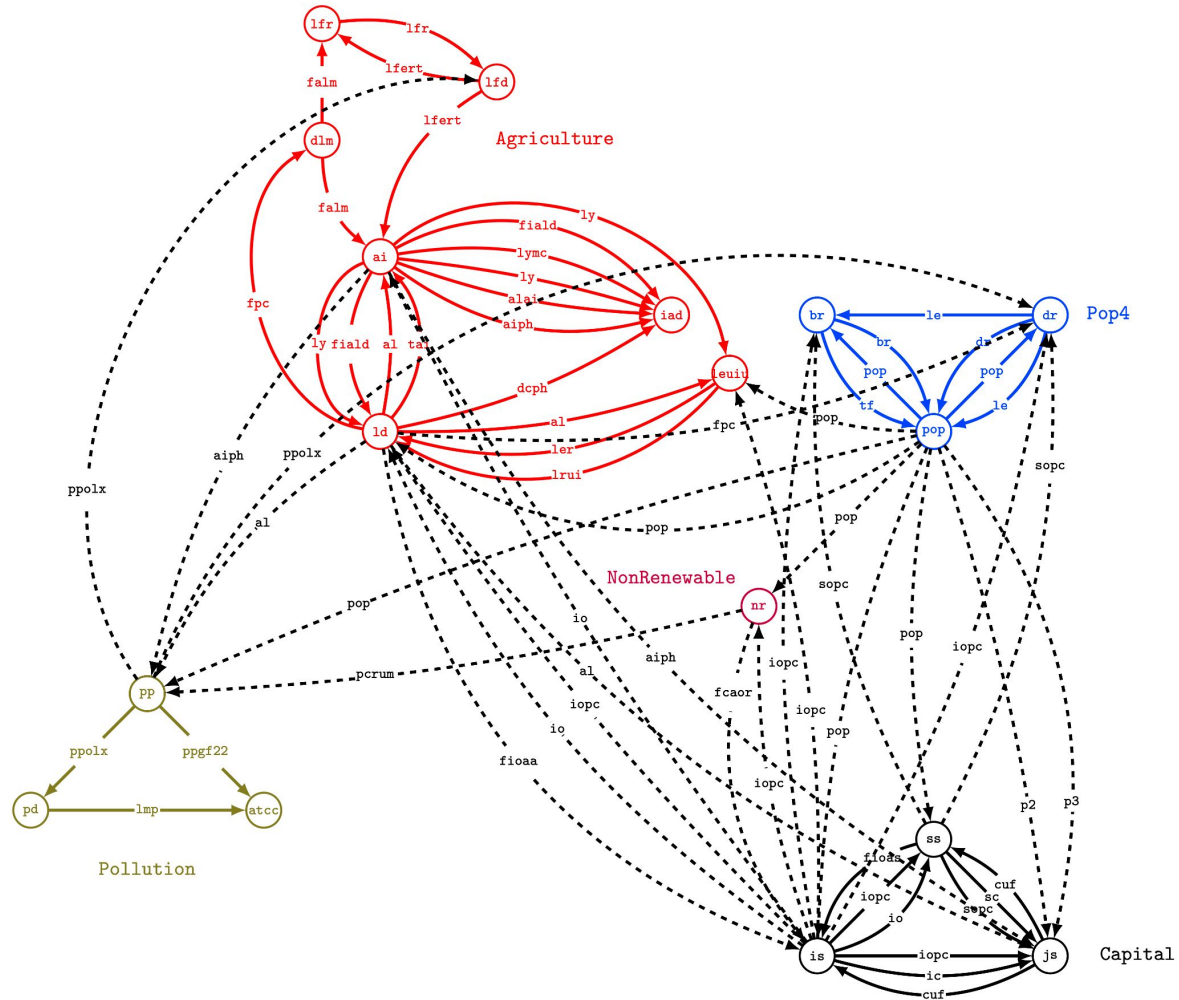 lfr
lfr
lfert
lfd
falm
lfert
dlm
Agriculture
falm
ly
fiald
lymc
ai
ly
alai
fpc
aiph
iad
br
le
dr
Pop4
ly
fiald
al
tai
br
dr
pop
pop
leuiu
dcph
tf
le
ld
al
fpc
pop
pop
ler
aiph
ppolx
sopc
lrui
ppolx
al
pop
pop
NonRenewable
sopc
pop
nr
io
pop
iopc
aiph
iopc
pcrum
al
pp
fcaor
iopc
iopc
io
pop
ppolx
ppgf22
fioaa
iopc
p2
p3
pd
lmp
atcc
ss
fioas
Pollution
iopc
cuf
sc
sopc
io
is
iopc
js
Capital
ic
cuf